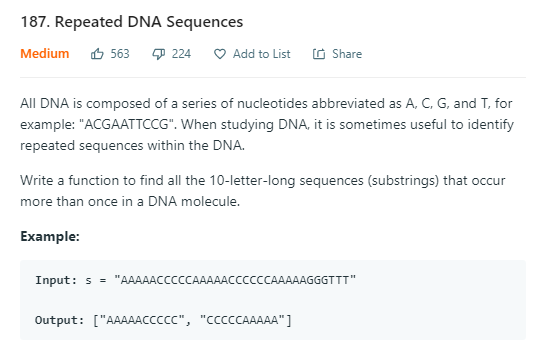 187. Repeated DNA Sequences
Medium 563 224 Add to List Share
All DNA is composed of a series of nucleotides abbreviated as A, C, G, and T, for
example: "ACGAATTCCG". When studying DNA, it is sometimes useful to identify
repeated sequences within the DNA.
Write a function to find all the 10-letter-long sequences (substrings) that occur
more than once in a DNA molecule.
Example:
Input: s = "AAAAACCCCCAAAAACCCCCCAAAAAGGGTTT"
Output: ["AAAAACCCCC", "CCCCCAAAAA"]